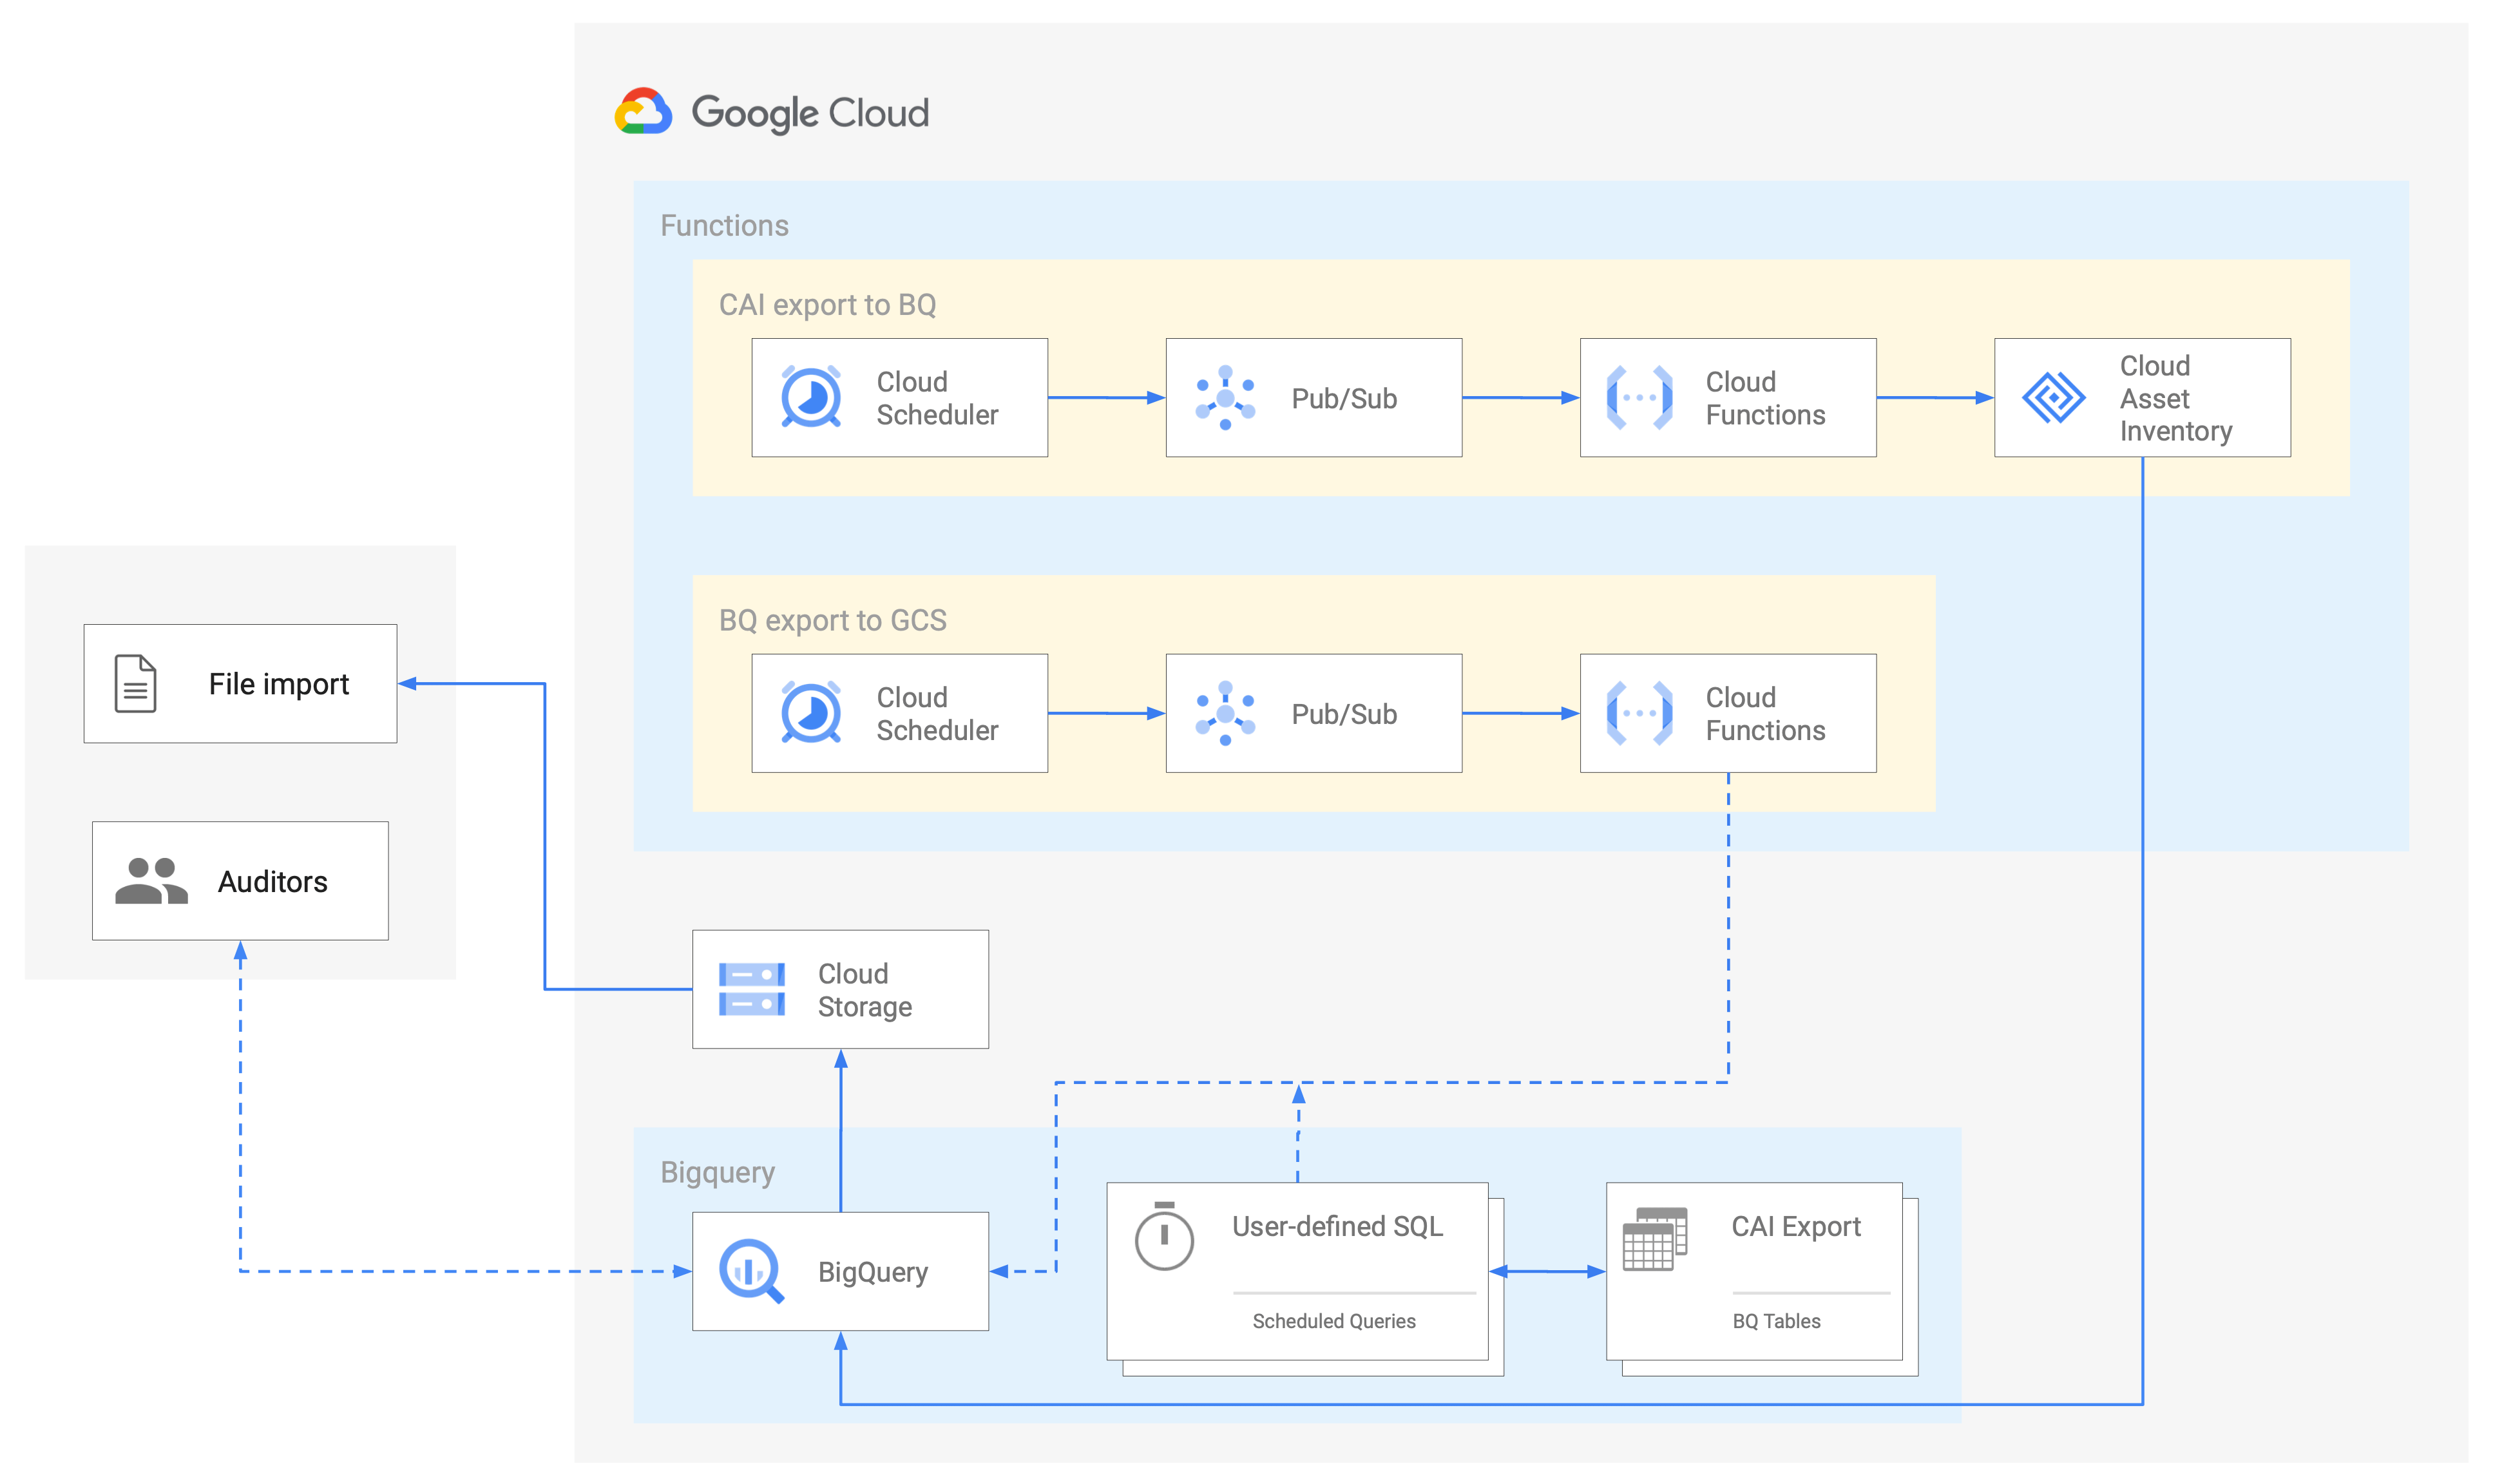 Google Cloud
Functions
CAI export to BQ
Cloud
Scheduler
Pub/Sub
Cloud
Functions
Cloud
Asset
Inventory
BQ export to GCS
Cloud
Scheduler
Pub/Sub
Cloud
Functions
File import
Auditors
Cloud
Storage
Bigquery
BigQuery
User-defined SQL
Scheduled Queries
CAI Export
BQ Tables